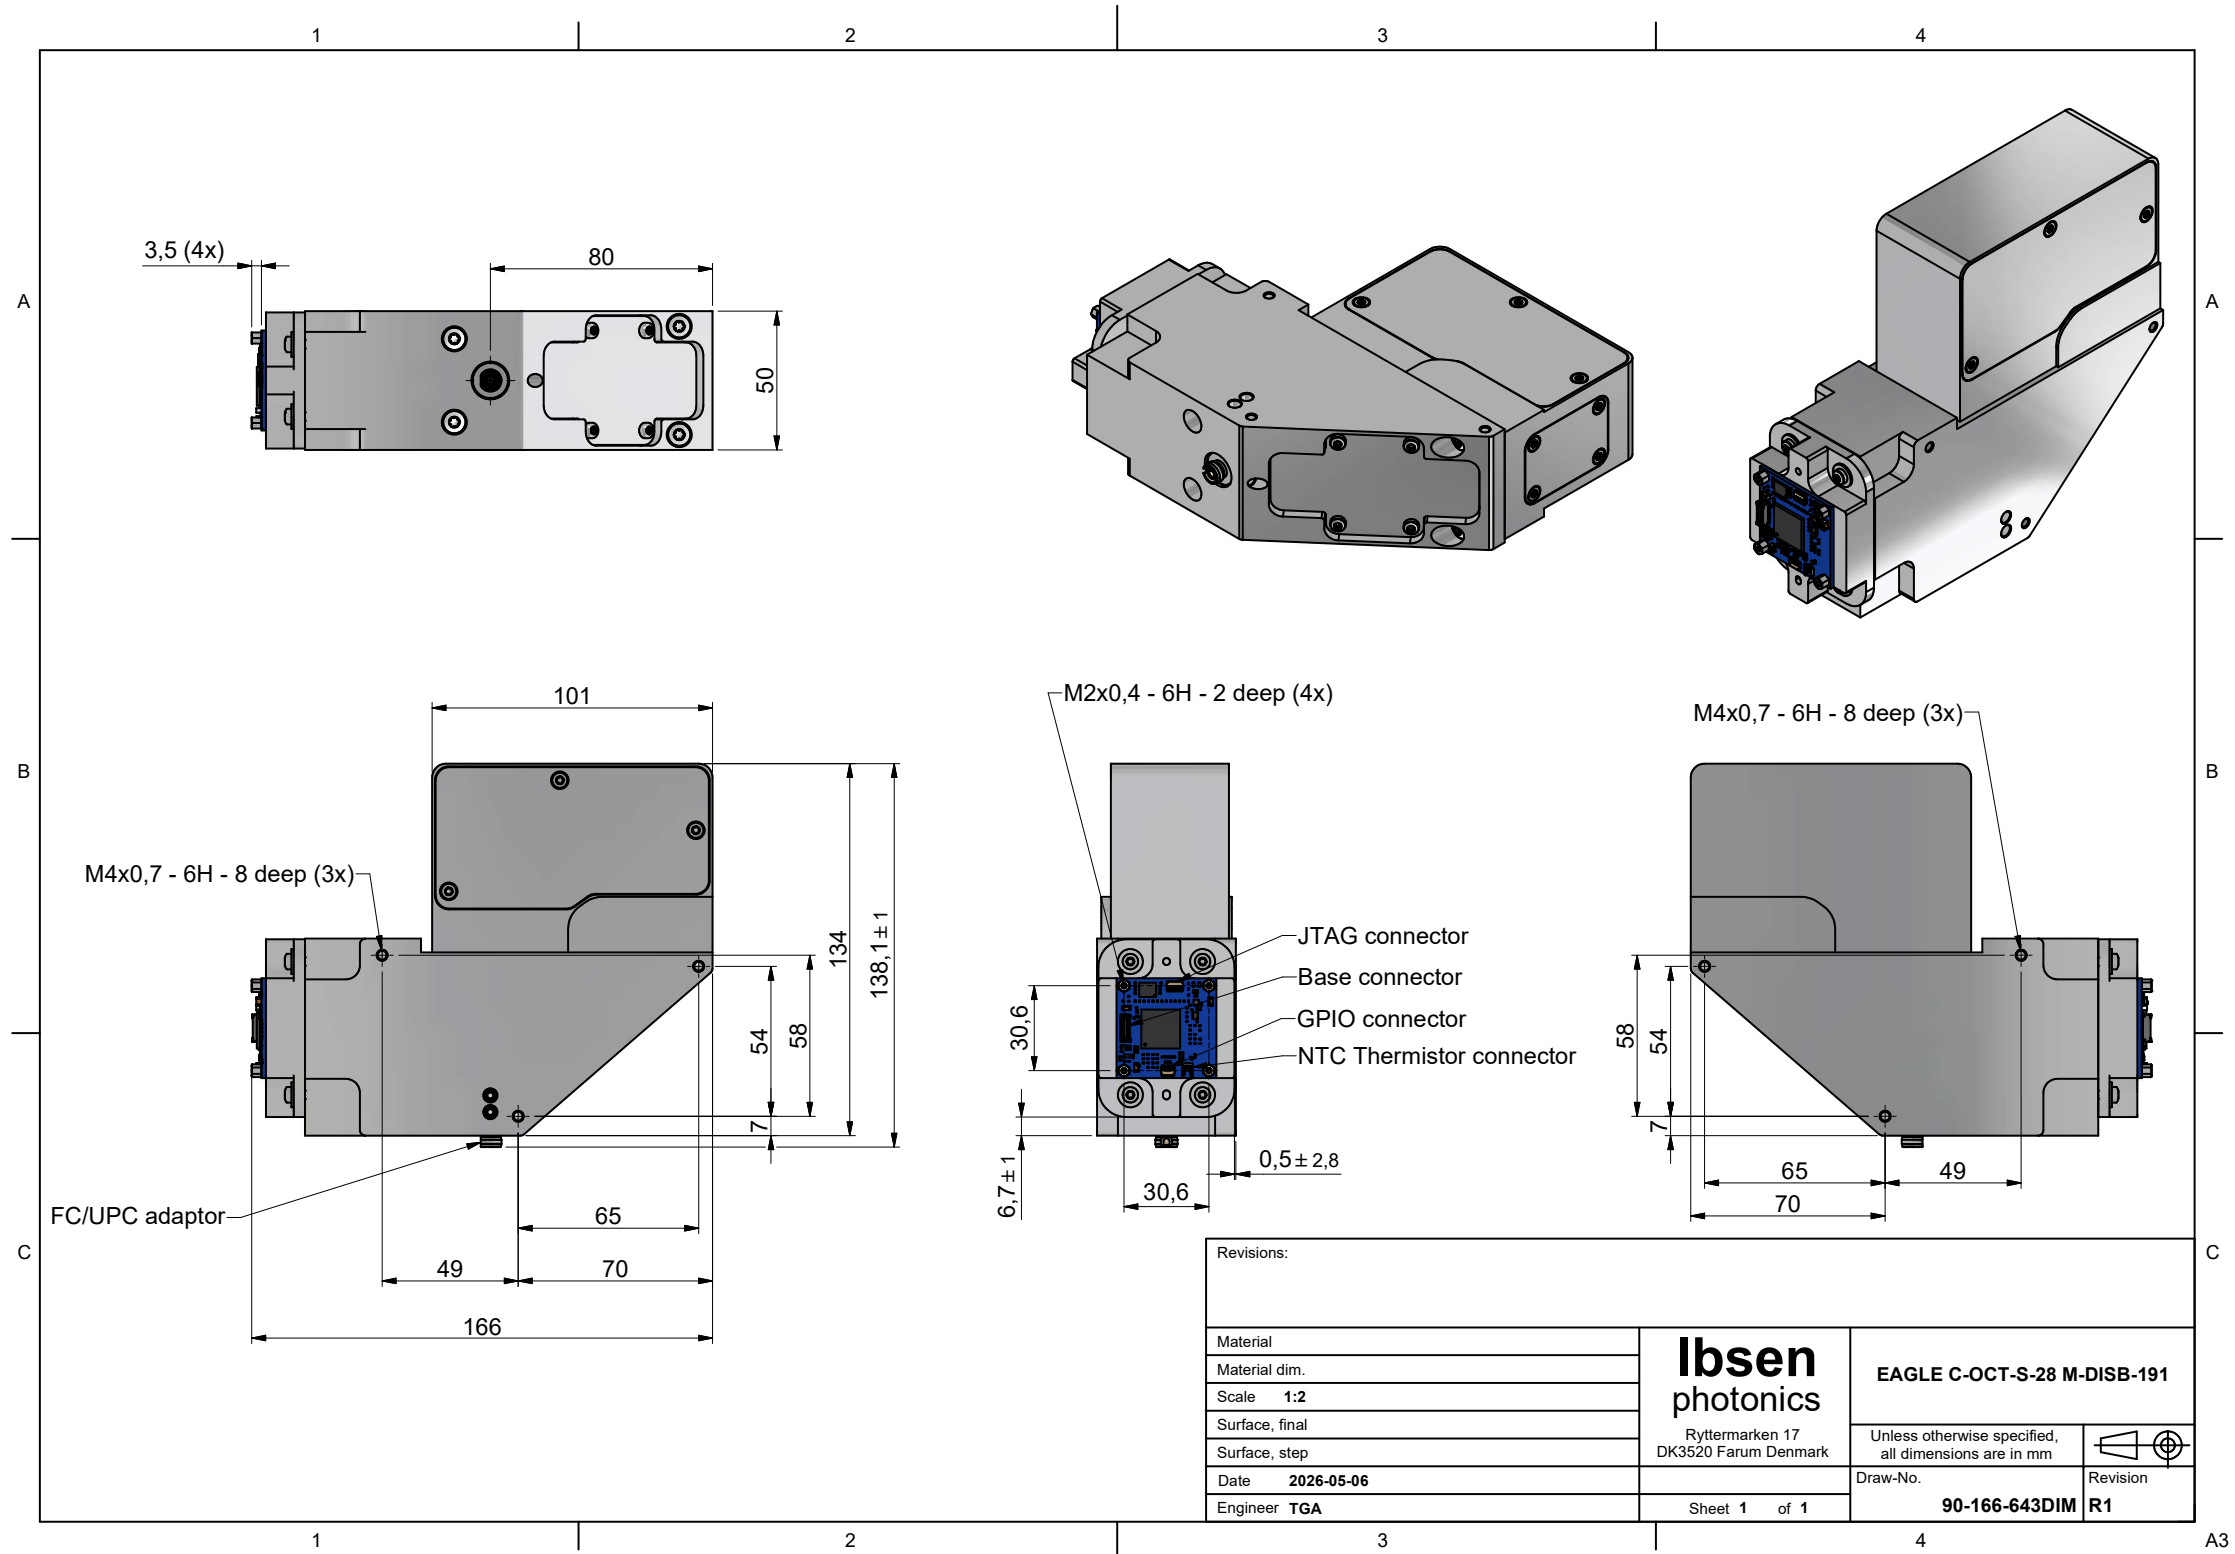 1
2
3
4
A
A
3,5 (4x)
80
50
101
M2x0,4 - 6H - 2 deep (4x)
M4x0,7 - 6H - 8 deep (3x)
B
B
M4x0,7 - 6H - 8 deep (3x)
134
138,1± 1
54
58
7
JTAG connector
Base connector
GPIO connector
NTC Thermistor connector
30,6
6,7± 1
30,6
0,5± 2,8
58
54
7
65
49
70
FC/UPC adaptor
65
49
70
166
C
C
Revisions:
Material
Material dim.
Scale 1:2
Surface, final
Surface, step
Date 2026-05-06
Engineer TGA
Ibsen
photonics
Ryttermarken 17
DK3520 Farum Denmark
Sheet 1 of 1
EAGLE C-OCT-S-28 M-DISB-191
Unless otherwise specified,
all dimensions are in mm
Draw-No.
90-166-643DIM
Revision
R1
1
2
3
4
A3